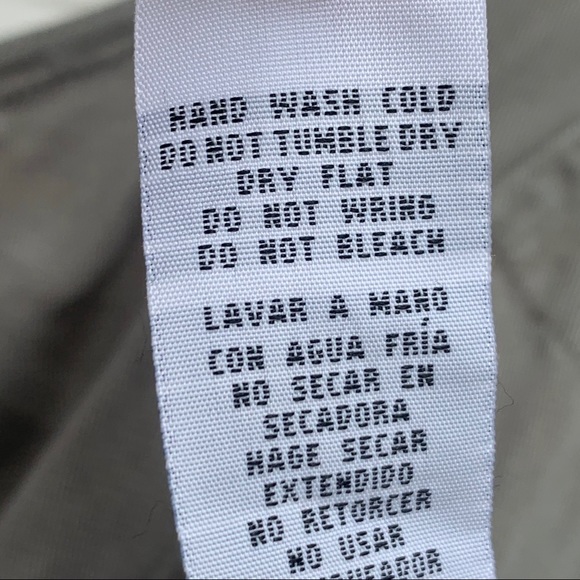 HAND WASH COLD
DO NOT TUMBLE DRY
DRY FLAT
DO NOT WRING
DO NOT BLEACH
LAVAR A MANO
CON AGUA FRÍA
NO SECAR EN
SECADORA
HAGE SECAR
EXTENDIDO
NO RETORCER
NO USAR